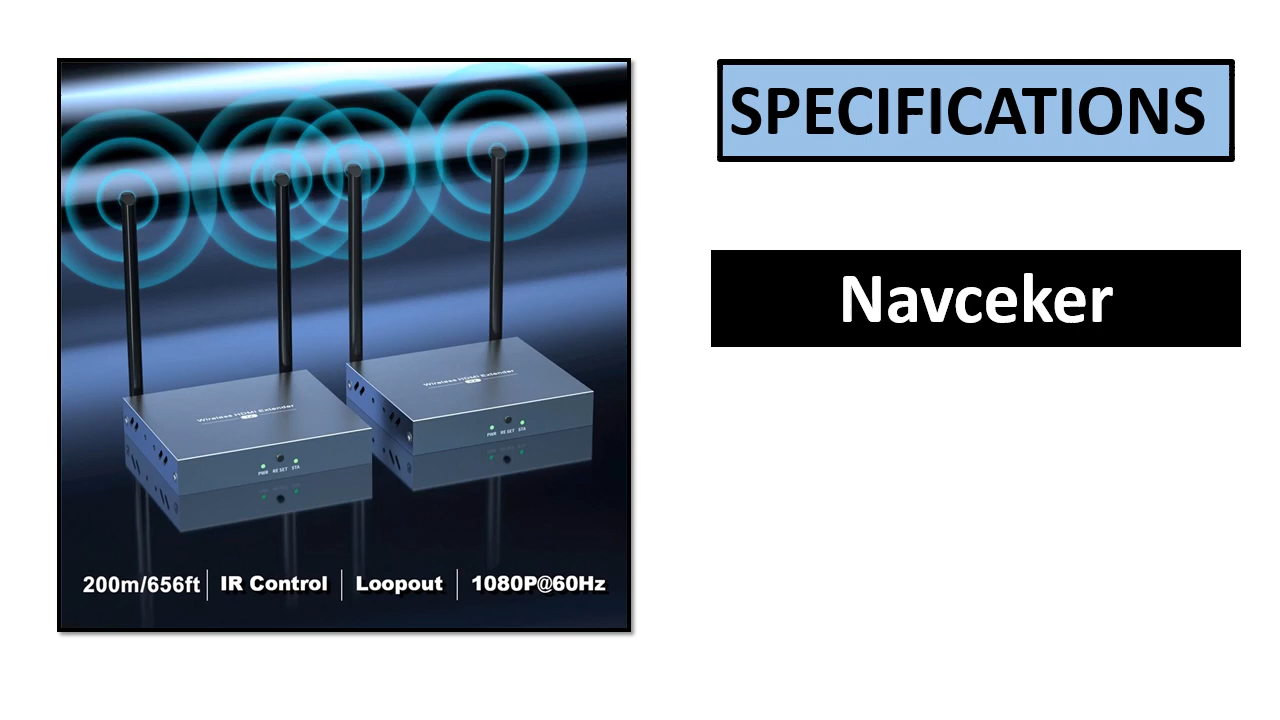 SPECIFICATIONS
Navceker
Wireless HDMI Extender
Wireless HDMI Extender
PWR RESET STA
PWR RESET STA
200m/656ft IR Control Loopout 1080P@60Hz